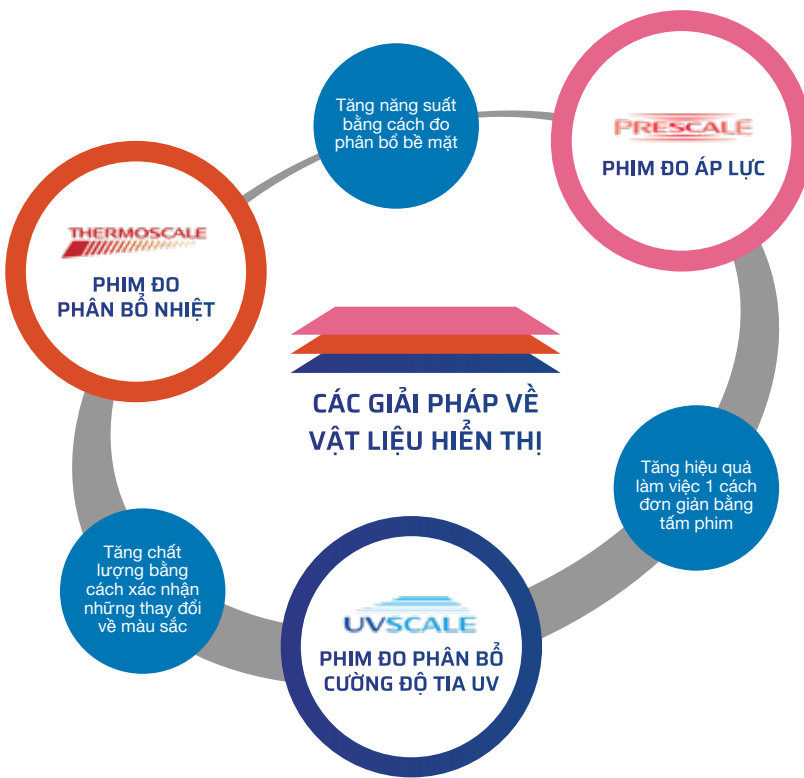 Tăng năng suất
bằng cách đo
phân bổ bề mặt
PRESCALE
PHIM ĐO ÁP LỰC
THERMOSCALE
PHIM ĐO
PHÂN BỔ NHIỆT
CÁC GIẢI PHÁP VỀ
VẬT LIỆU HIỂN THỊ
Tăng hiệu quả
làm việc 1 cách
đơn giản bằng
tấm phim
Tăng chất
lượng bằng
cách xác nhận
những thay đổi
về màu sắc
UVSCALE
PHIM ĐO PHÂN BỔ
CƯỜNG ĐỘ TIA UV